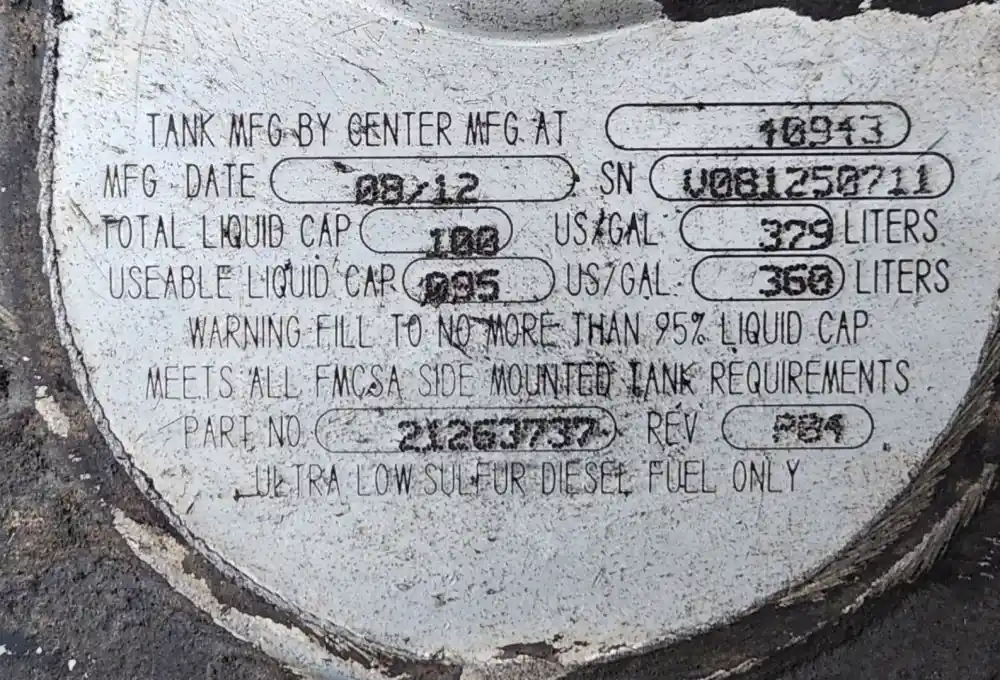 TANK MFG BY CENTER MFG AT 10943
MFG DATE 08/12 SN V081250711
TOTAL LIQUID CAP 100 US/GAL 379 LITERS
USEABLE LIQUID CAP 095 US/GAL 360 LITERS
WARNING-FILL TO NO MORE THAN 95% LIQUID CAP
MEETS ALL FMCSA SIDE MOUNTED TANK REQUIREMENTS
PART NO 21263737 REV P04
ULTRA LOW SULFUR DIESEL FUEL ONLY